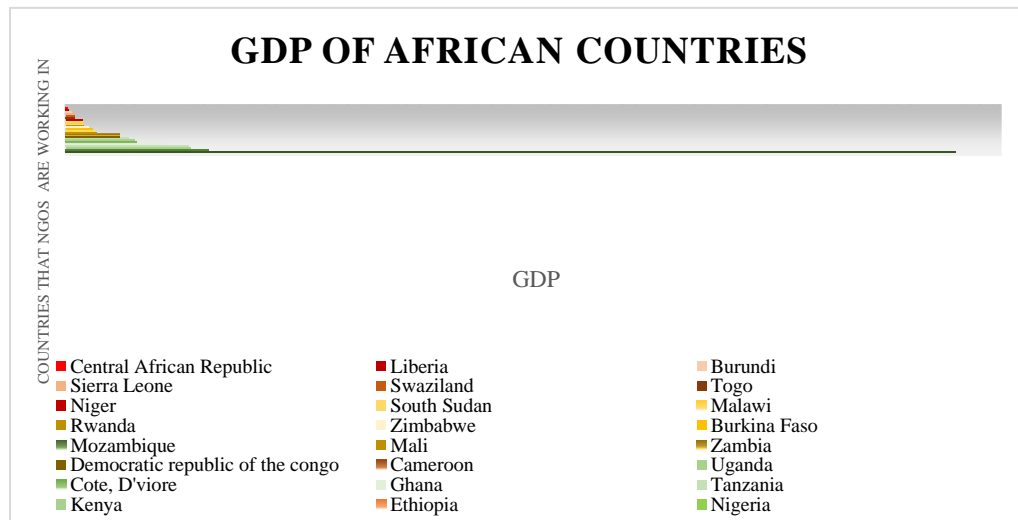 GDP OF AFRICAN COUNTRIES
COUNTRIES THAT NGOS ARE WORKING IN
GDP
Central African Republic Liberia Burundi
Sierra Leone Swaziland Togo
Niger South Sudan Malawi
Rwanda Zimbabwe Burkina Faso
Mozambique Mali Zambia
Democratic republic of the congo Cameroon Uganda
Cote, D'viore Ghana Tanzania
Kenya Ethiopia Nigeria